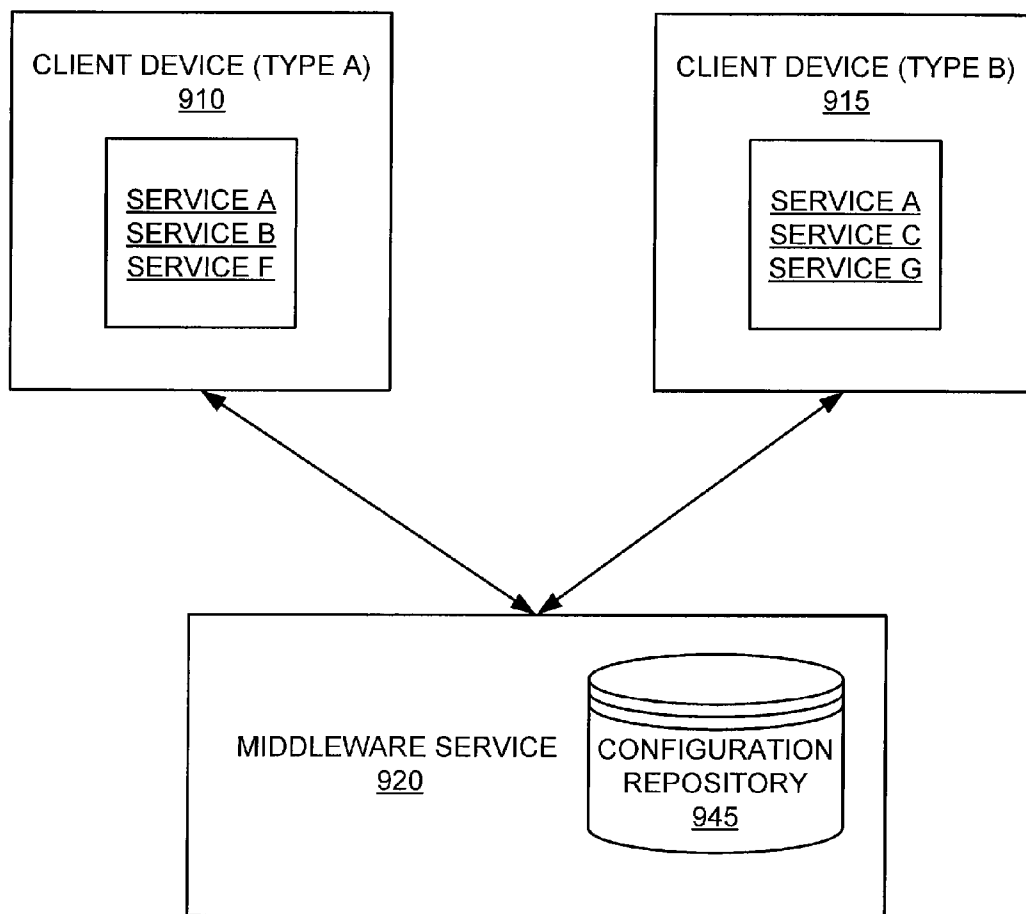 CLIENT DEVICE (TYPE A)
910
SERVICE A
SERVICE B
SERVICE F
CLIENT DEVICE (TYPE B)
915
SERVICE A
SERVICE C
SERVICE G
MIDDLEWARE SERVICE
920
CONFIGURATION
REPOSITORY
945